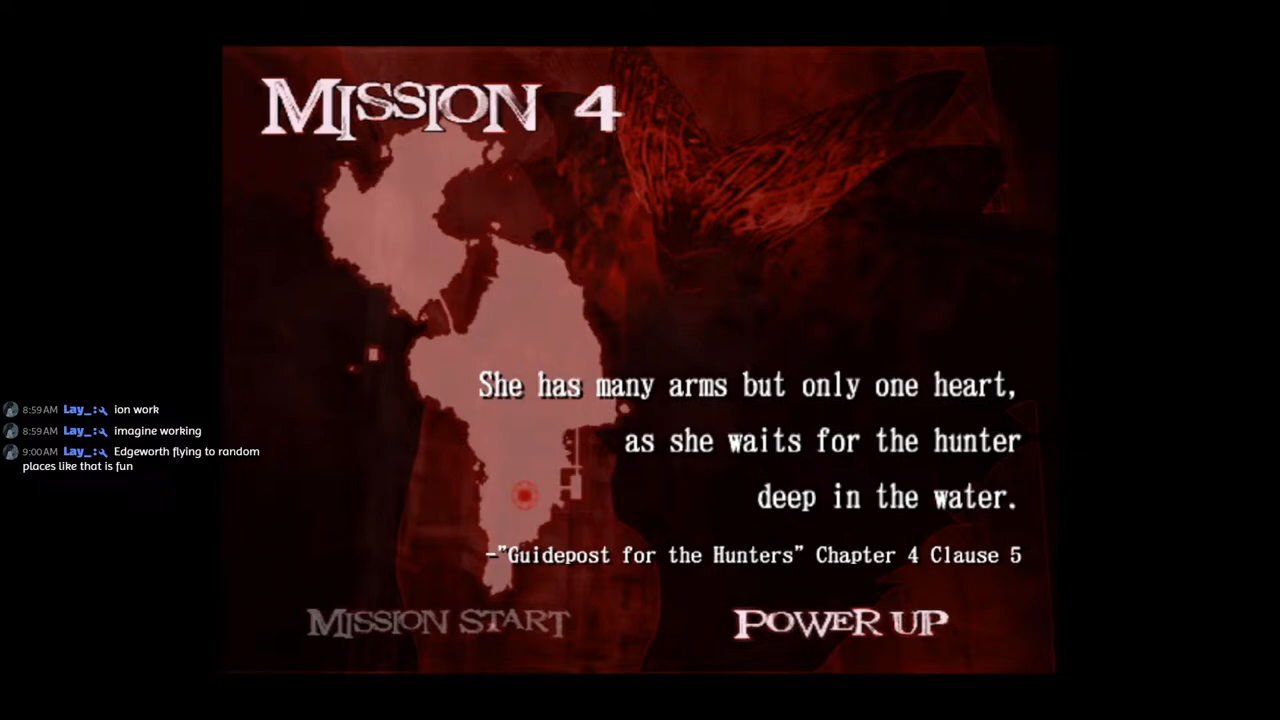 MISSION 4
She has many arms but only one heart,
as she waits for the hunter
deep in the water.
-"Guidepost for the Hunters" Chapter 4 Clause 5
MISSION START
POWER UP
8:59AM Lay_: ion work
8:59AM Lay_: imagine working
9:00AM Lay_: Edgeworth flying to random
places like that is fun